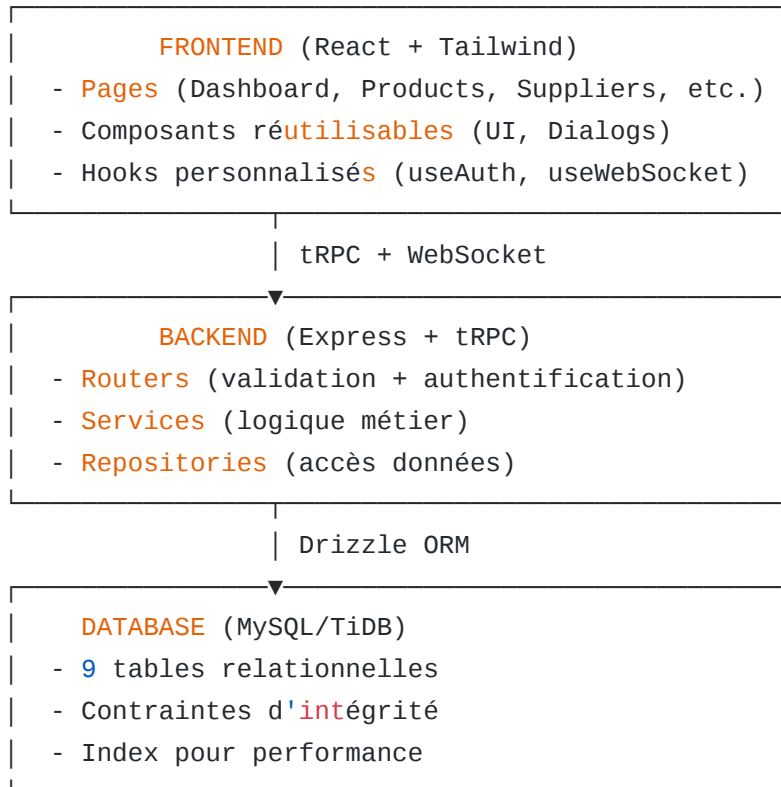 FRONTEND (React + Tailwind)
- Pages (Dashboard, Products, Suppliers, etc.)
- Composants réutilisables (UI, Dialogs)
- Hooks personnalisés (useAuth, useWebSocket)
tRPC + WebSocket
BACKEND (Express + tRPC)
- Routers (validation + authentification)
- Services (logique métier)
- Repositories (accès données)
Drizzle ORM
DATABASE (MySQL/TiDB)
- 9 tables relationnelles
- Contraintes d'intégrité
- Index pour performance